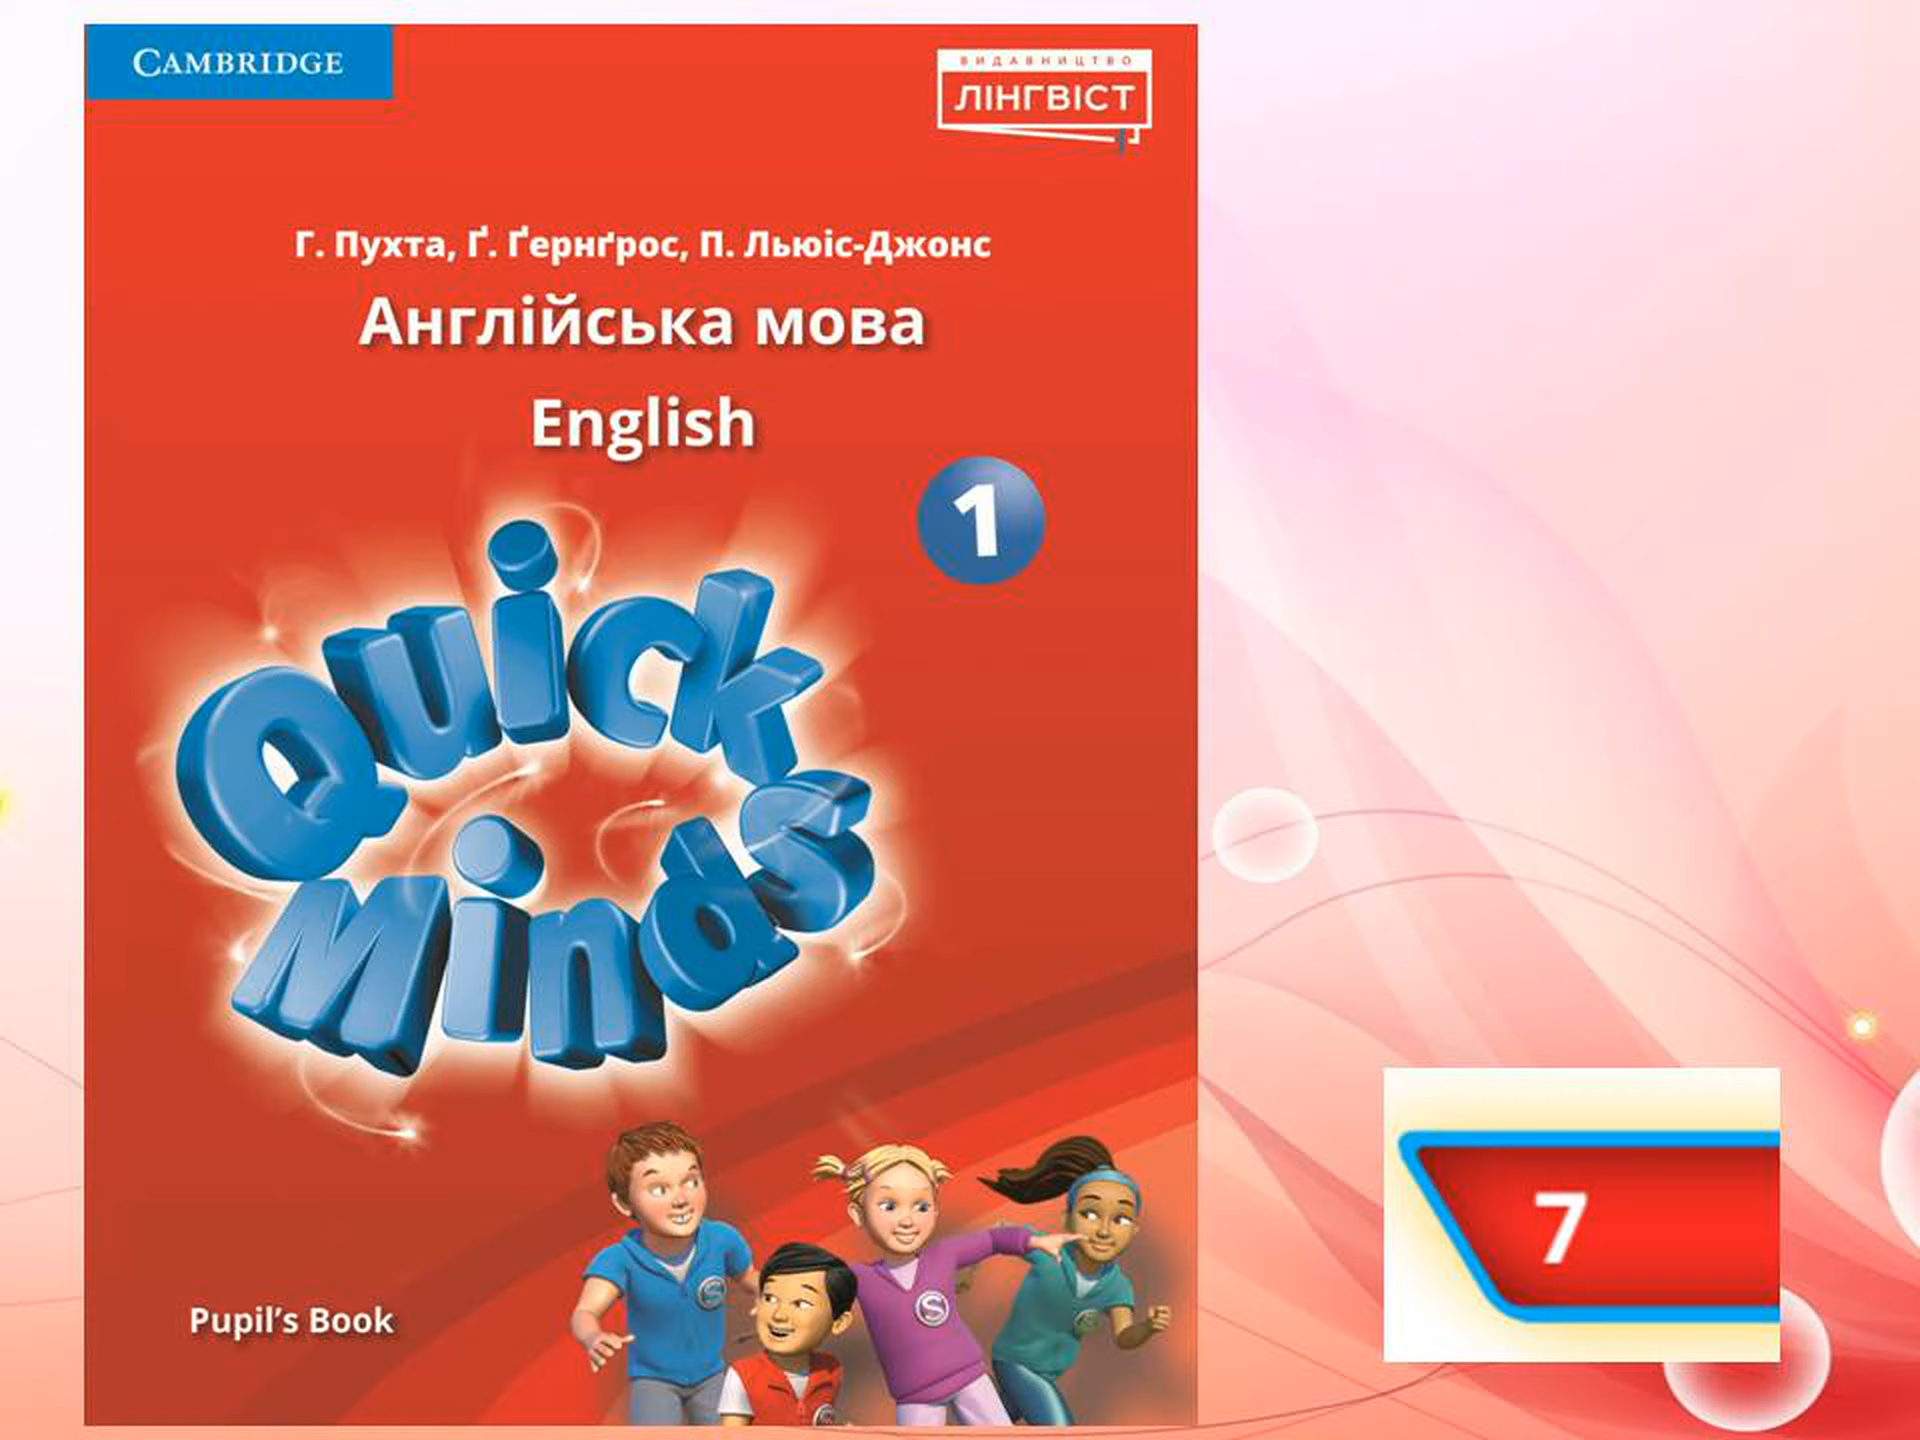 CAMBRIDGE
ВИДАВНИЦТВО
ЛІНГВІСТ
Г. Пухта, Ґ. Ґернґрос, П. Льюіс-Джонс
Англійська мова
English
1
Quick
Minds
Pupil’s Book
7